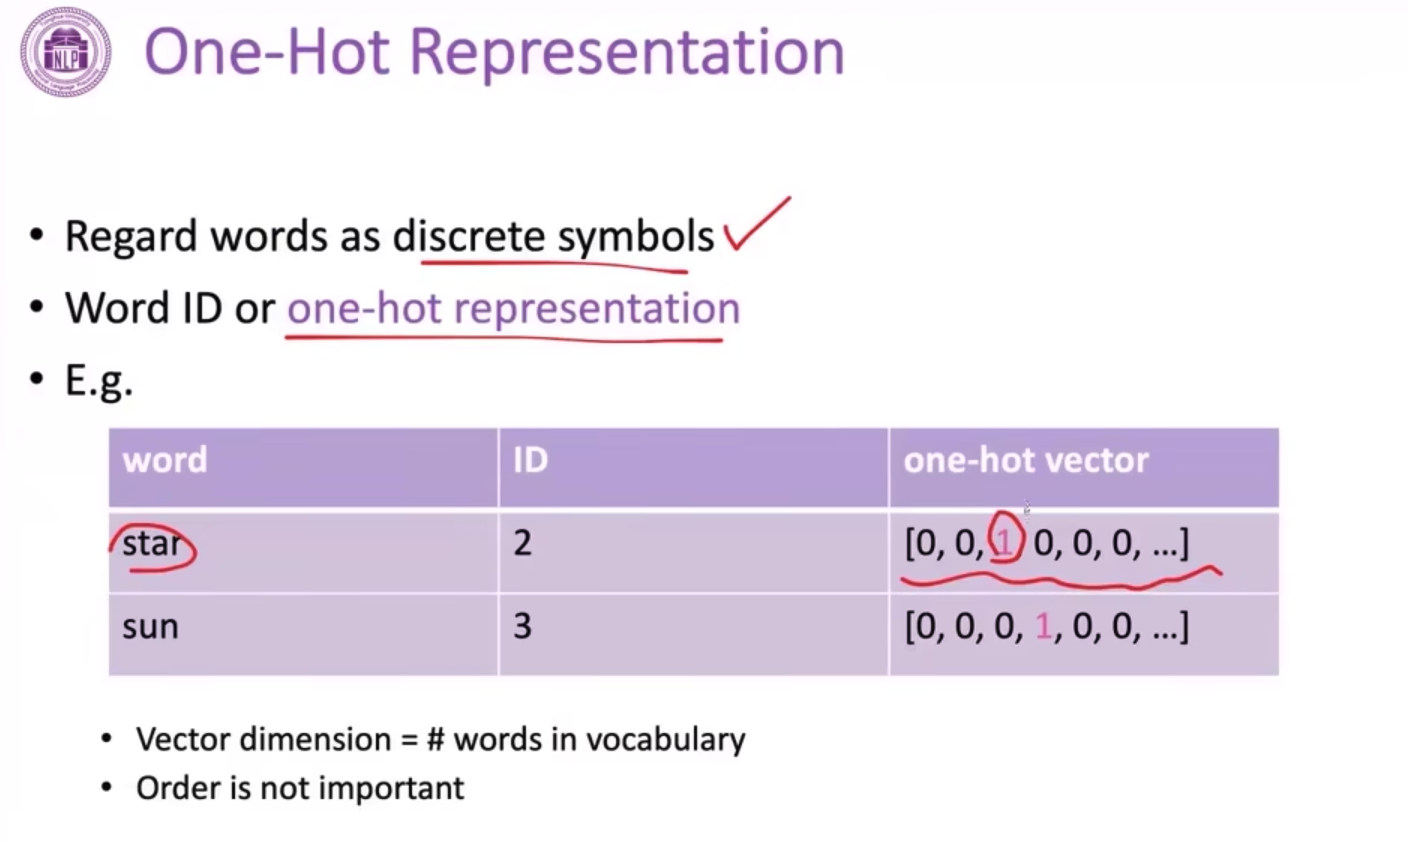 NLP
One-Hot Representation
• Regard words as discrete symbols
• Word ID or one-hot representation
• E.g.
word ID one-hot vector
star 2 [0, 0, 1, 0, 0, 0, ...]
sun 3 [0, 0, 0, 1, 0, 0, ...]
• Vector dimension = # words in vocabulary
• Order is not important